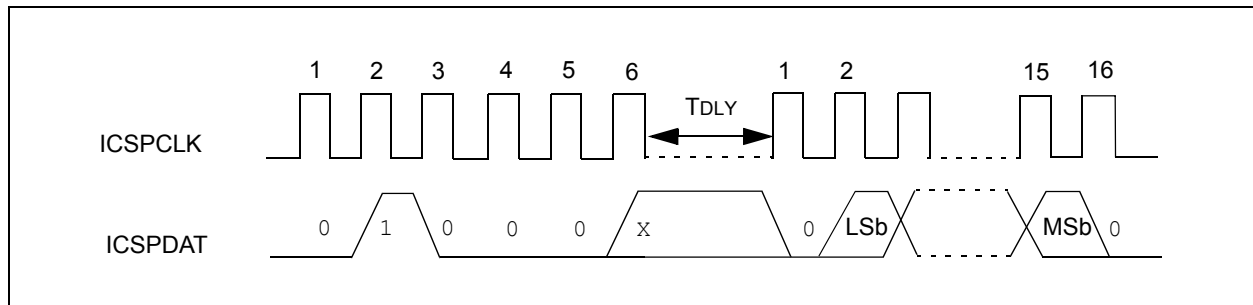 1 2 3 4 5 6 1 2 15 16
TDLY
ICSPCLK
ICSPDAT 0 1 0 0 0 X 0 LSb MSb 0